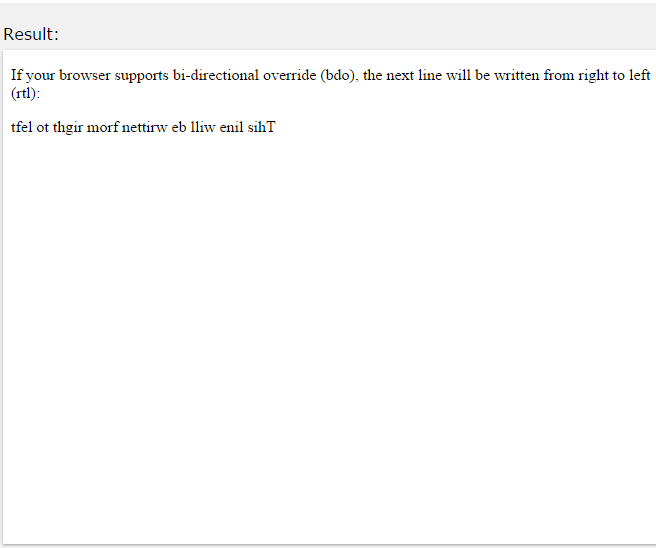 Result:
If your browser supports bi-directional override (bdo), the next line will be written from right to left
(rtl):
tfel ot thgir morf nettirw eb lliw enil sihT